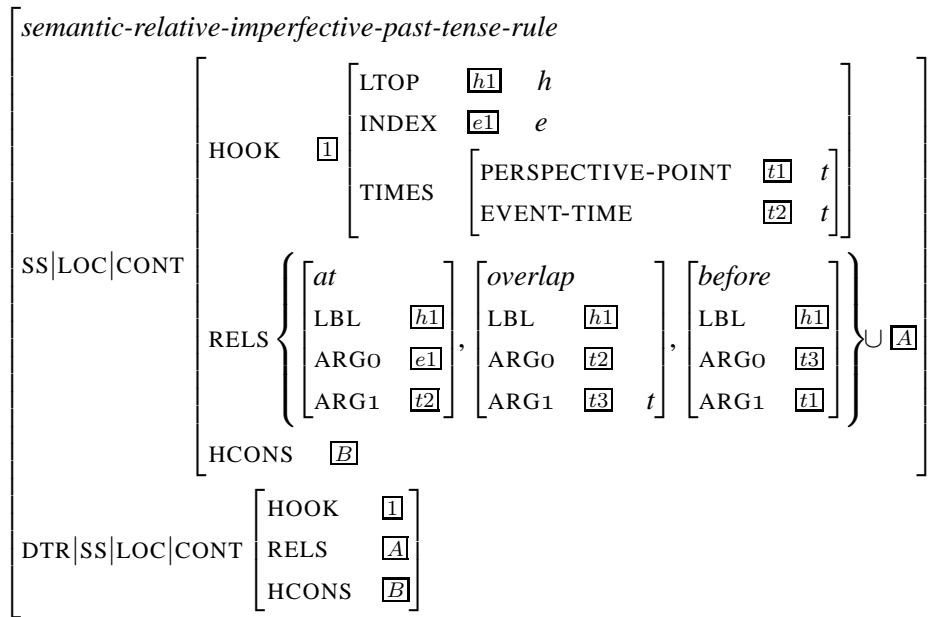 semantic-relative-imperfective-past-tense-rule
SS|LOC|CONT
HOOK 1
LTOP h1 h
INDEX e1 e
TIMES
PERSPECTIVE-POINT t1 t
EVENT-TIME t2 t
RELS { at, overlap, before } ∪ A
LBL h1 LBL h1 LBL h1
ARG0 e1 ARG0 t2 ARG0 t3
ARG1 t2 ARG1 t3 t ARG1 t1
HCONS B
DTR|SS|LOC|CONT
HOOK 1
RELS A
HCONS B